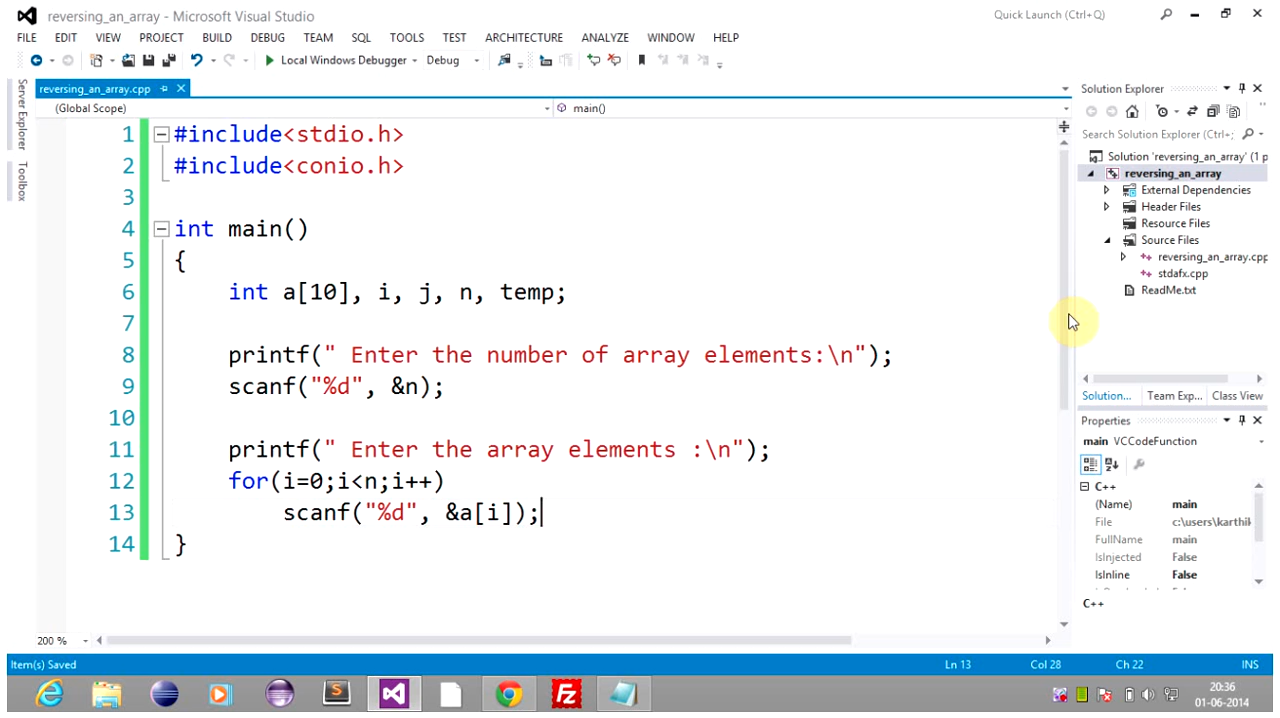 reversing_an_array - Microsoft Visual Studio
Quick Launch (Ctrl+Q)
FILE EDIT VIEW PROJECT BUILD DEBUG TEAM SQL TOOLS TEST ARCHITECTURE ANALYZE WINDOW HELP
Local Windows Debugger Debug
Server Explorer
Toolbox
reversing_an_array.cpp
(Global Scope) main()
1 #include<stdio.h>
2 #include<conio.h>
3
4 int main()
5 {
6 int a[10], i, j, n, temp;
7
8 printf(" Enter the number of array elements:\n");
9 scanf("%d", &n);
10
11 printf(" Enter the array elements :\n");
12 for(i=0;i<n;i++)
13 scanf("%d", &a[i]);
14 }
200 %
Solution Explorer
Search Solution Explorer (Ctrl+;
Solution 'reversing_an_array' (1 p
reversing_an_array
External Dependencies
Header Files
Resource Files
Source Files
reversing_an_array.cpp
stdafx.cpp
ReadMe.txt
Solution... Team Exp... Class View
Properties
main VCCodeFunction
C++
(Name) main
File c:\users\karthik
FullName main
IsInjected False
IsInline False
C++
Item(s) Saved Ln 13 Col 28 Ch 22 INS
20:36
01-06-2014